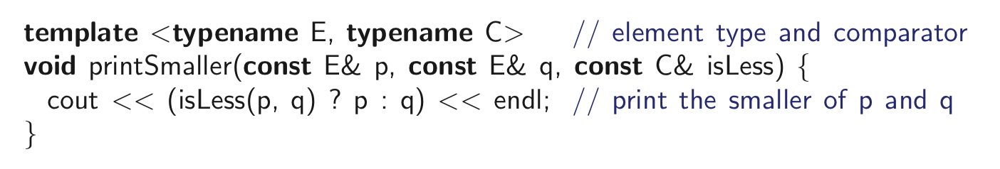 template <typename E, typename C> // element type and comparator
void printSmaller(const E& p, const E& q, const C& isLess) {
cout << (isLess(p, q) ? p : q) << endl; // print the smaller of p and q
}